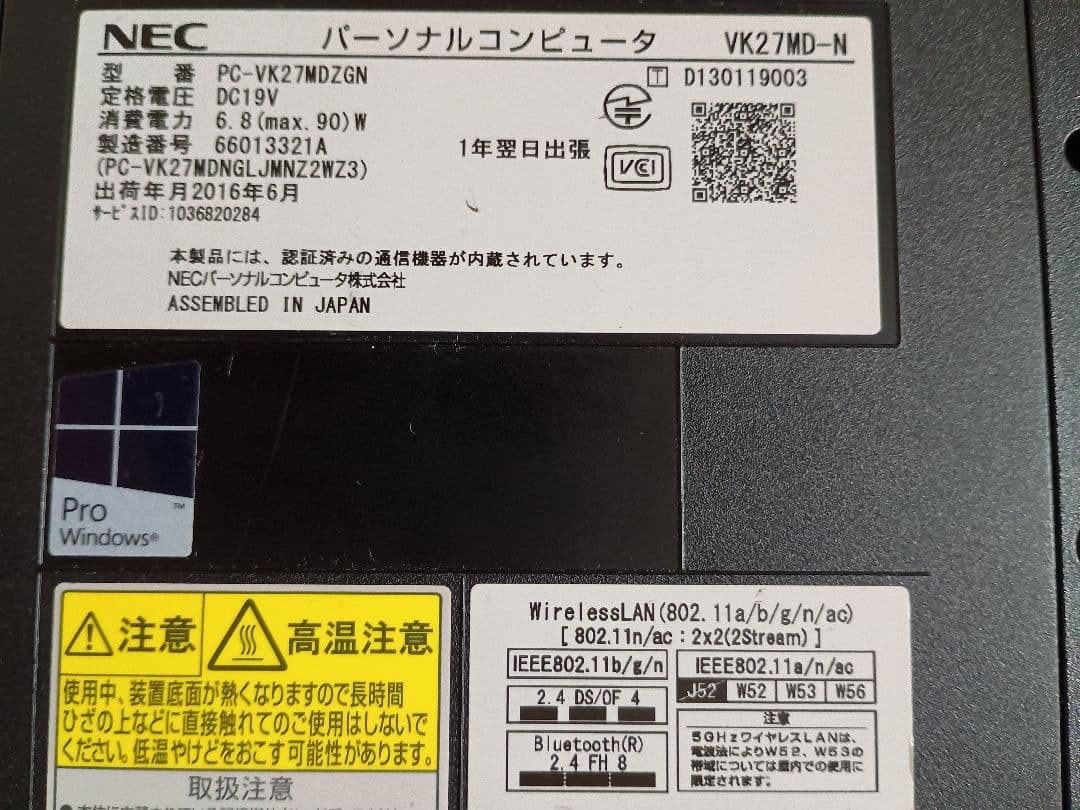 NEC パーソナルコンピュータ VK27MD-N
型 番 PC-VK27MDZGN
T D130119003
定格電圧 DC19V
消費電力 6.8(max.90)W
製造番号 66013321A
1年翌日出張
VCI
(PC-VK27MDNGLJMNZ2WZ3)
出荷年月2016年6月
ｻｰﾋﾞｽID:1036820284
本製品には、認証済みの通信機器が内蔵されています。
NECパーソナルコンピュータ株式会社
ASSEMBLED IN JAPAN
Pro ™
Windows®
注意 高温注意
使用中、装置底面が熱くなりますので長時間
ひざの上などに直接触れてのご使用はしないで
ください。低温やけどをおこす可能性があります。
取扱注意
WirelessLAN(802.11a/b/g/n/ac)
[ 802.11n/ac : 2x2(2Stream) ]
IEEE802.11b/g/n
IEEE802.11a/n/ac
J52 W52 W53 W56
2.4 DS/OF 4
Bluetooth(R)
2.4 FH 8
注意
5GHzワイヤレスLANは、
電波法によりW52、W53の
帯域については屋内での使用に
限定されます。